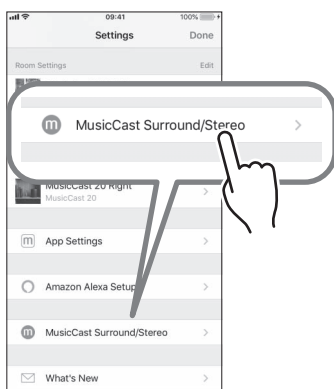 09:41
100%
Settings
Done
Room Settings
Edit
MusicCast Surround/Stereo
MusicCast 20 Right
MusicCast 20
App Settings
Amazon Alexa Setup
MusicCast Surround/Stereo
What's New